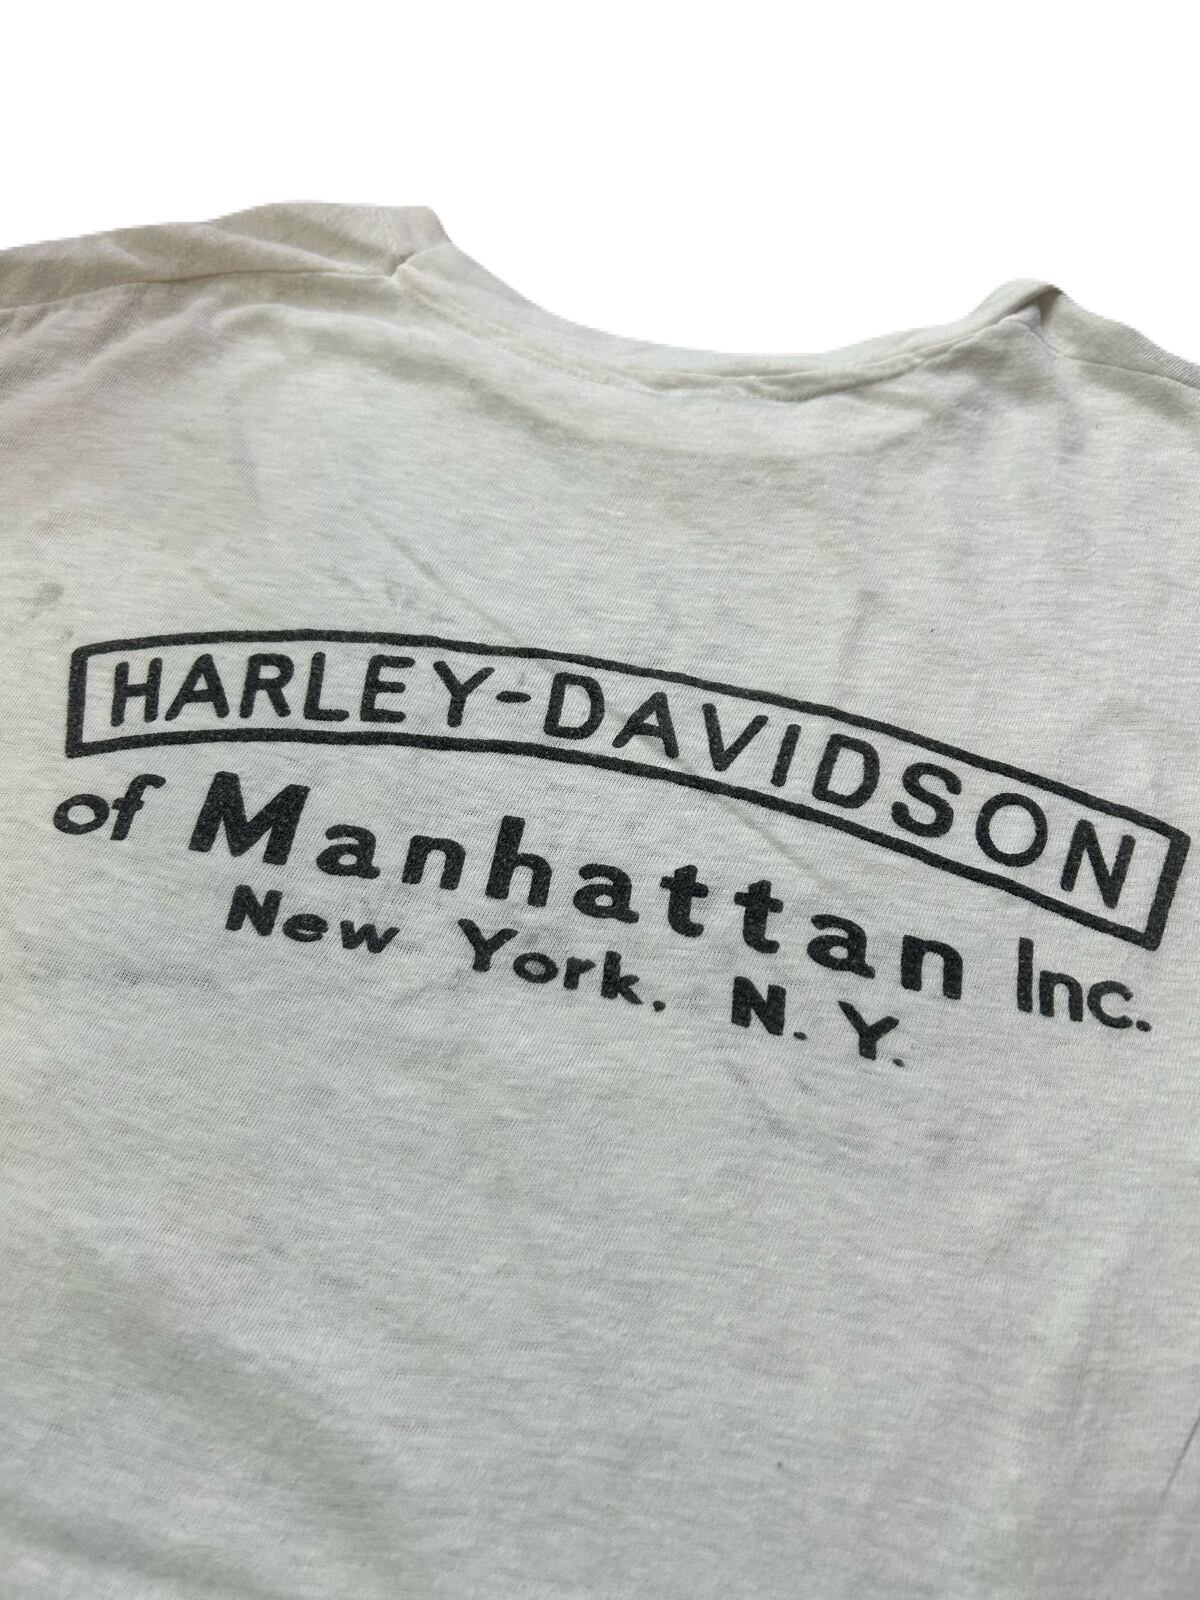 HARLEY-DAVIDSON
of Manhattan Inc.
New York, N.Y.